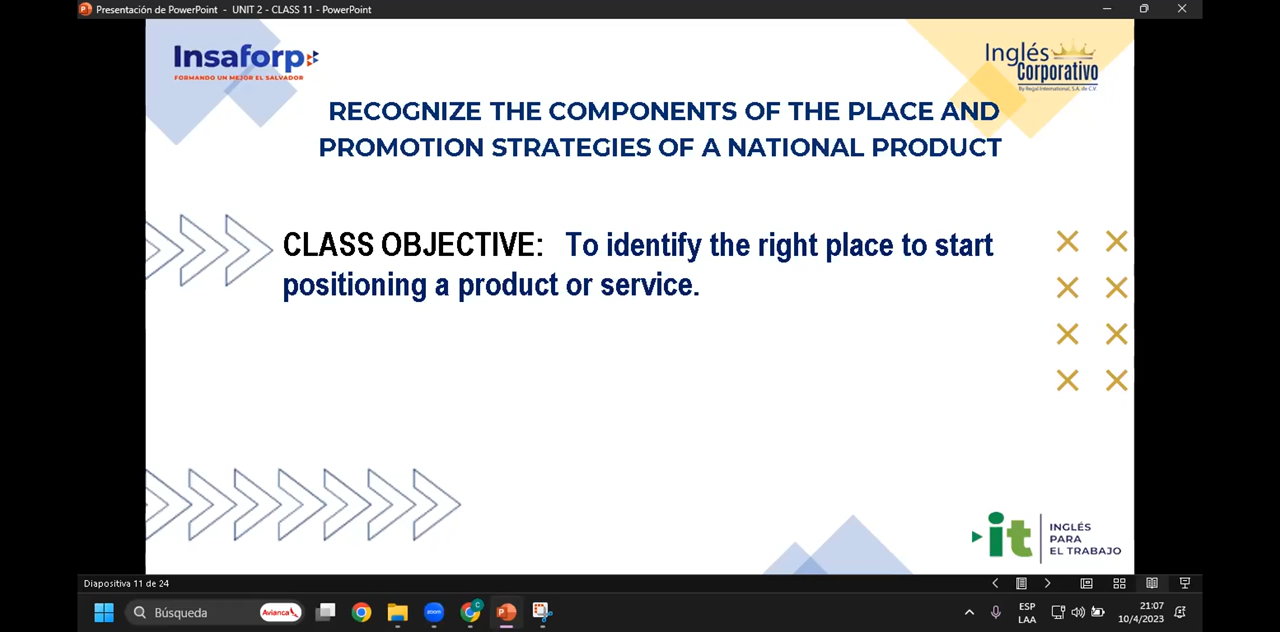 Presentación de PowerPoint - UNIT 2 - CLASS 11 - PowerPoint
Insaforp
FORMANDO UN MEJOR EL SALVADOR
Inglés
Corporativo
By Regal International, S.A. de C.V.
RECOGNIZE THE COMPONENTS OF THE PLACE AND
PROMOTION STRATEGIES OF A NATIONAL PRODUCT
CLASS OBJECTIVE: To identify the right place to start
positioning a product or service.
it
INGLÉS
PARA
EL TRABAJO
Diapositiva 11 de 24
Búsqueda
Avianca
zoom
C
ESP
LAA
21:07
10/4/2023